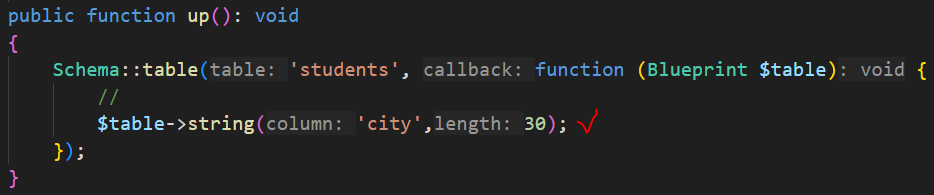 public function up(): void
{
    Schema::table(table: 'students', callback: function (Blueprint $table): void {
        //
        $table->string(column: 'city',length: 30);
    });
}